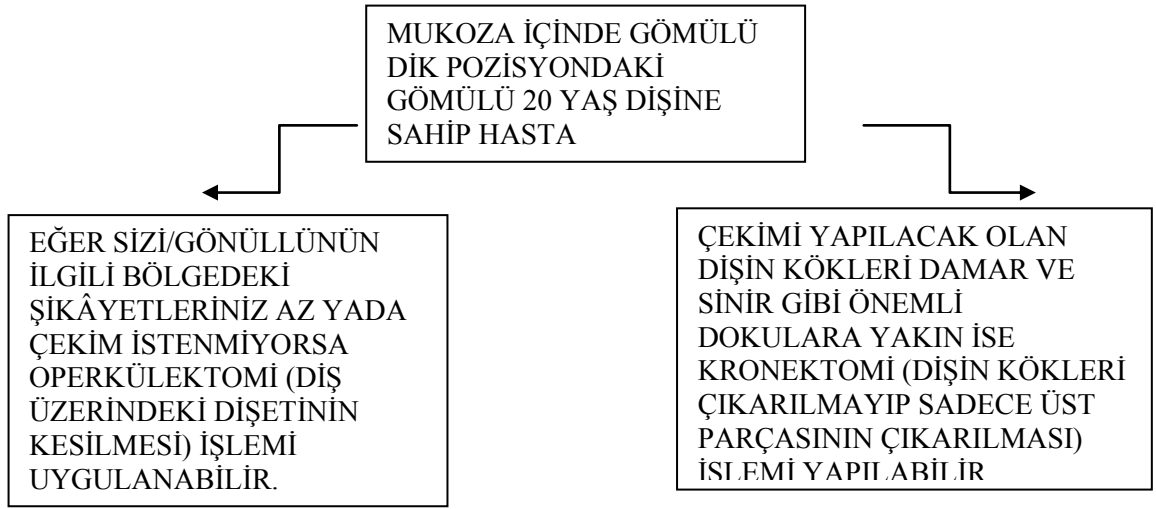 MUKOZA İÇİNDE GÖMÜLÜ
DİK POZİSYONDAKİ
GÖMÜLÜ 20 YAŞ DİŞİNE
SAHİP HASTA
EĞER SİZİ/GÖNÜLLÜNÜN
İLGİLİ BÖLGEDEKİ
ŞİKÂYETLERİNİZ AZ YADA
ÇEKİM İSTENMİYORSA
OPERKÜLEKTOMİ (DİŞ
ÜZERİNDEKİ DİŞETİNİN
KESİLMESİ) İŞLEMİ
UYGULANABİLİR.
ÇEKİMİ YAPILACAK OLAN
DİŞİN KÖKLERİ DAMAR VE
SİNİR GİBİ ÖNEMLİ
DOKULARA YAKIN İSE
KRONEKTOMİ (DİŞİN KÖKLERİ
ÇIKARILMAYIP SADECE ÜST
PARÇASININ ÇIKARILMASI)
İŞLEMİ YAPILABİLİR